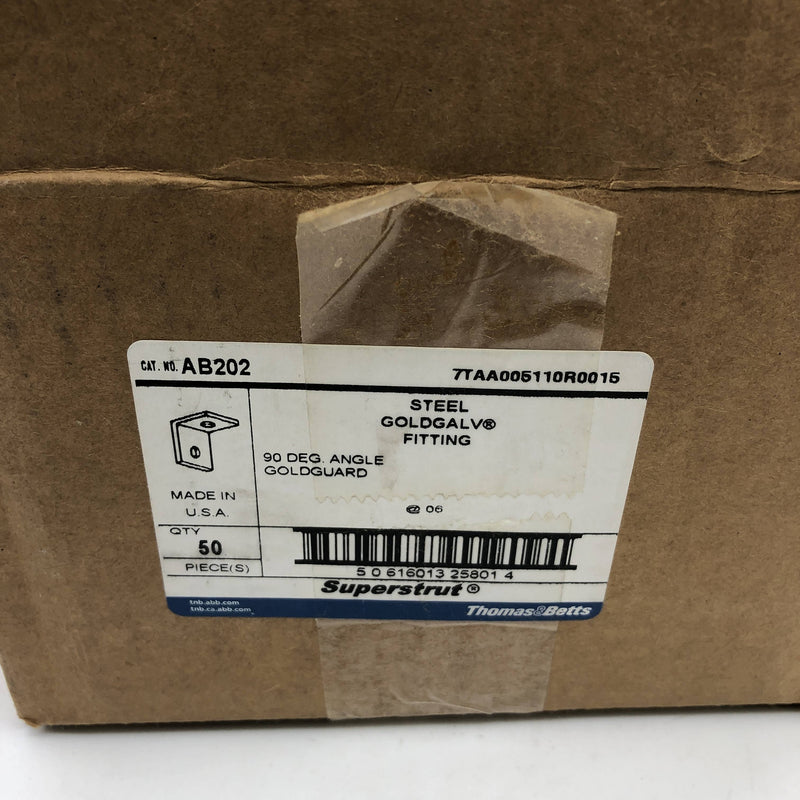 CAT. NO. AB202
7TAA005110R0015
STEEL
GOLDGALV®
FITTING
90 DEG. ANGLE
GOLDGUARD
MADE IN
U.S.A.
@ 06
QTY
50
PIECE(S)
5 0 616013 25801 4
Superstrut®
tnb.abb.com
tnb.ca.abb.com
Thomas&Betts